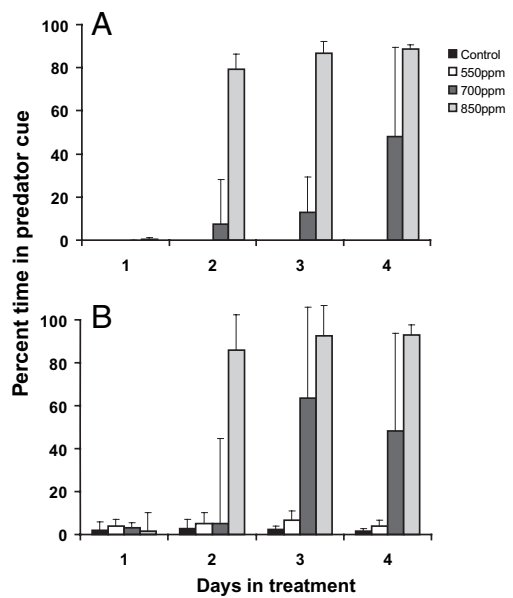 A
100
80
60
40
20
0
1 2 3 4
Control
550ppm
700ppm
850ppm
Percent time in predator cue
B
100
80
60
40
20
0
1 2 3 4
Days in treatment